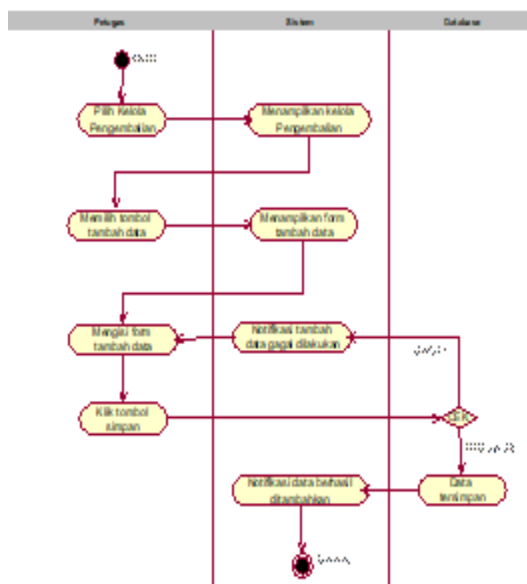 Petugas
Sistem
Database
Pilih Kelola
Pengembalian
Menampilkan kelola
Pengembalian
Memilih tombol
tambah data
Menampilkan form
tambah data
Mengisi form
tambah data
Notifikasi tambah
data gagal dilakukan
Klik tombol
simpan
CEK
Notifikasi data berhasil
ditambahkan
Data
tersimpan